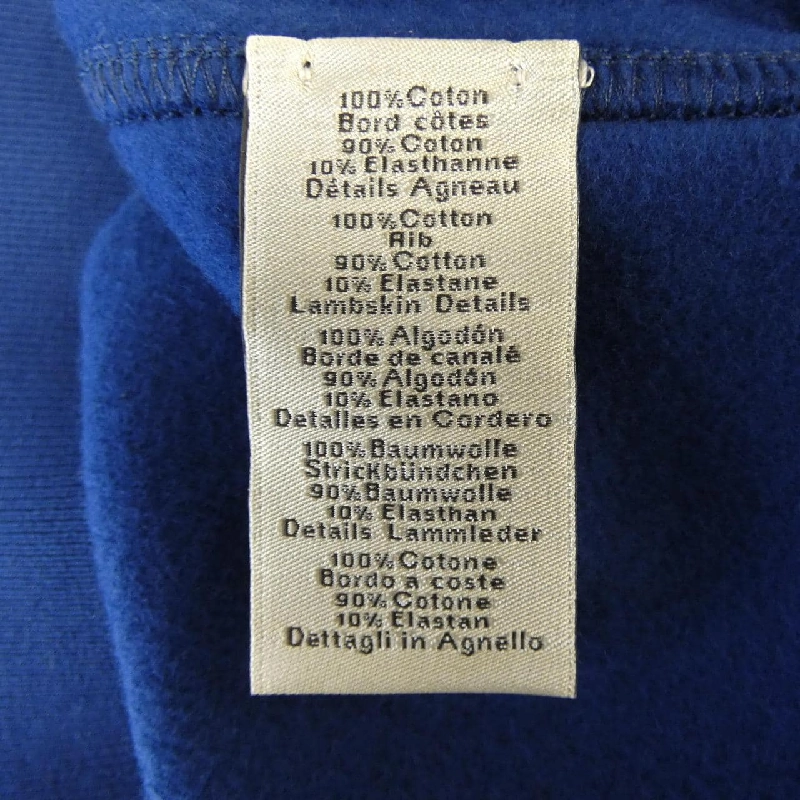 100%Coton
Bord côtes
90% Coton
10% Elasthanne
Détails Agneau
100%Cotton
Rib
90% Cotton
10% Elastane
Lambskin Details
100% Algodón
Borde de canalé
90% Algodón
10% Elastano
Detalles en Cordero
100%Baumwolle
Strickbündchen
90%Baumwolle
10% Elasthan
Details Lammleder
100%Cotone
Bordo a coste
90%Cotone
10% Elastan
Dettagli in Agnello